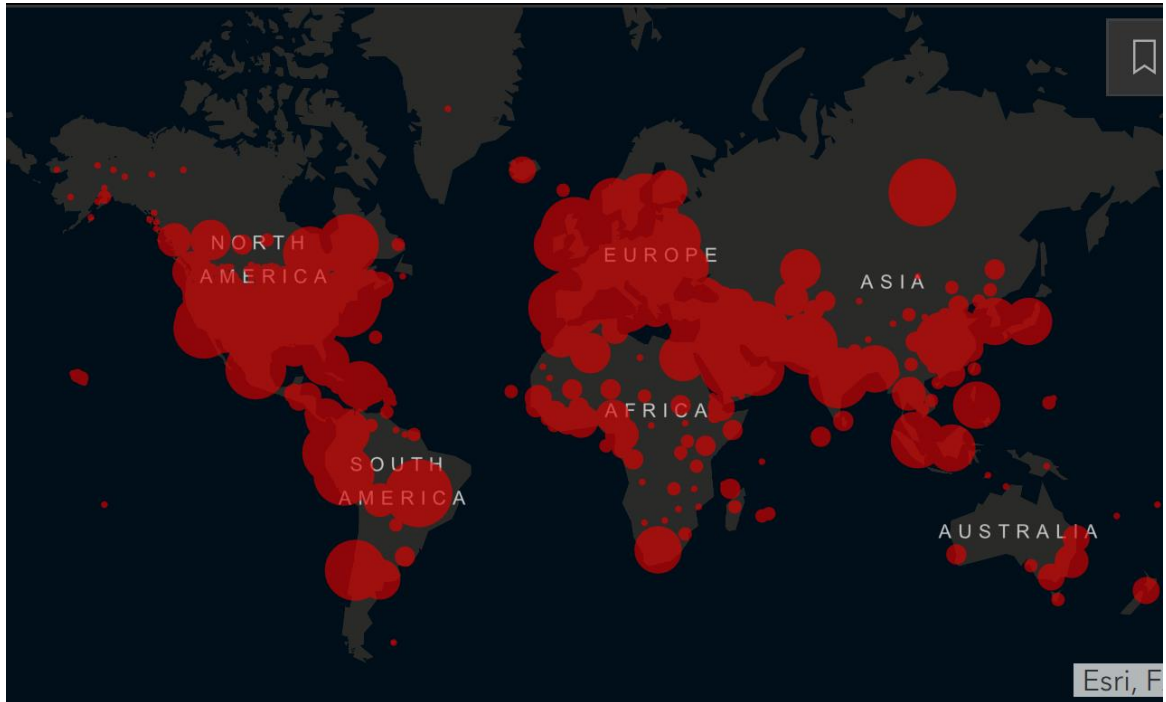 NORTH
AMERICA
EUROPE
ASIA
AFRICA
SOUTH
AMERICA
AUSTRALIA
Esri, F